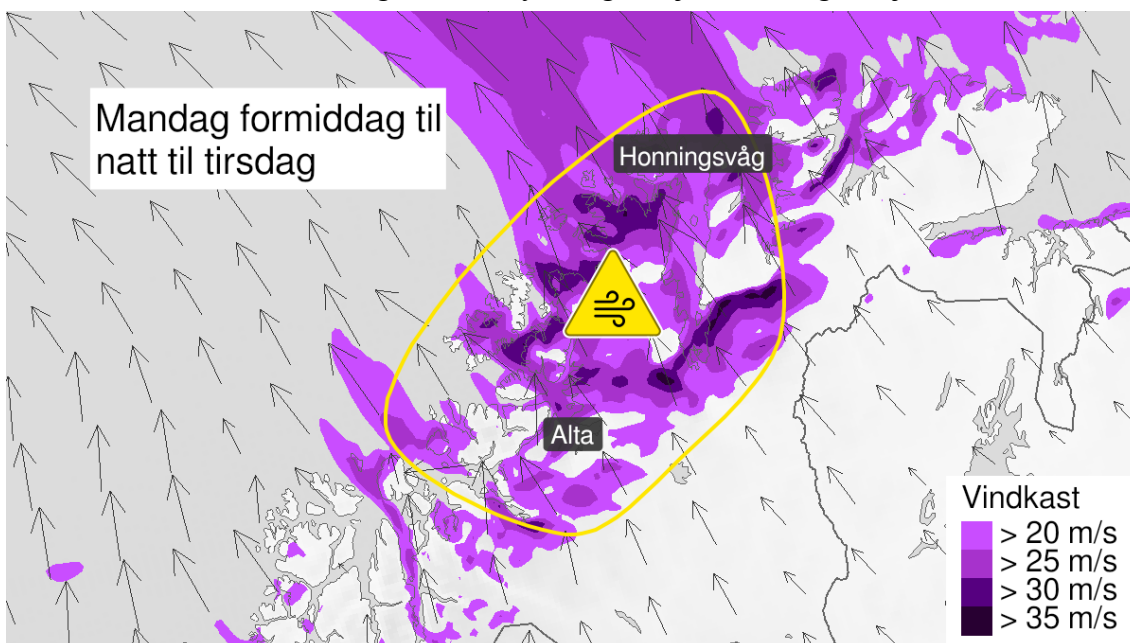 Mandag formiddag til
natt til tirsdag
Honningsvåg
Alta
Vindkast
> 20 m/s
> 25 m/s
> 30 m/s
> 35 m/s